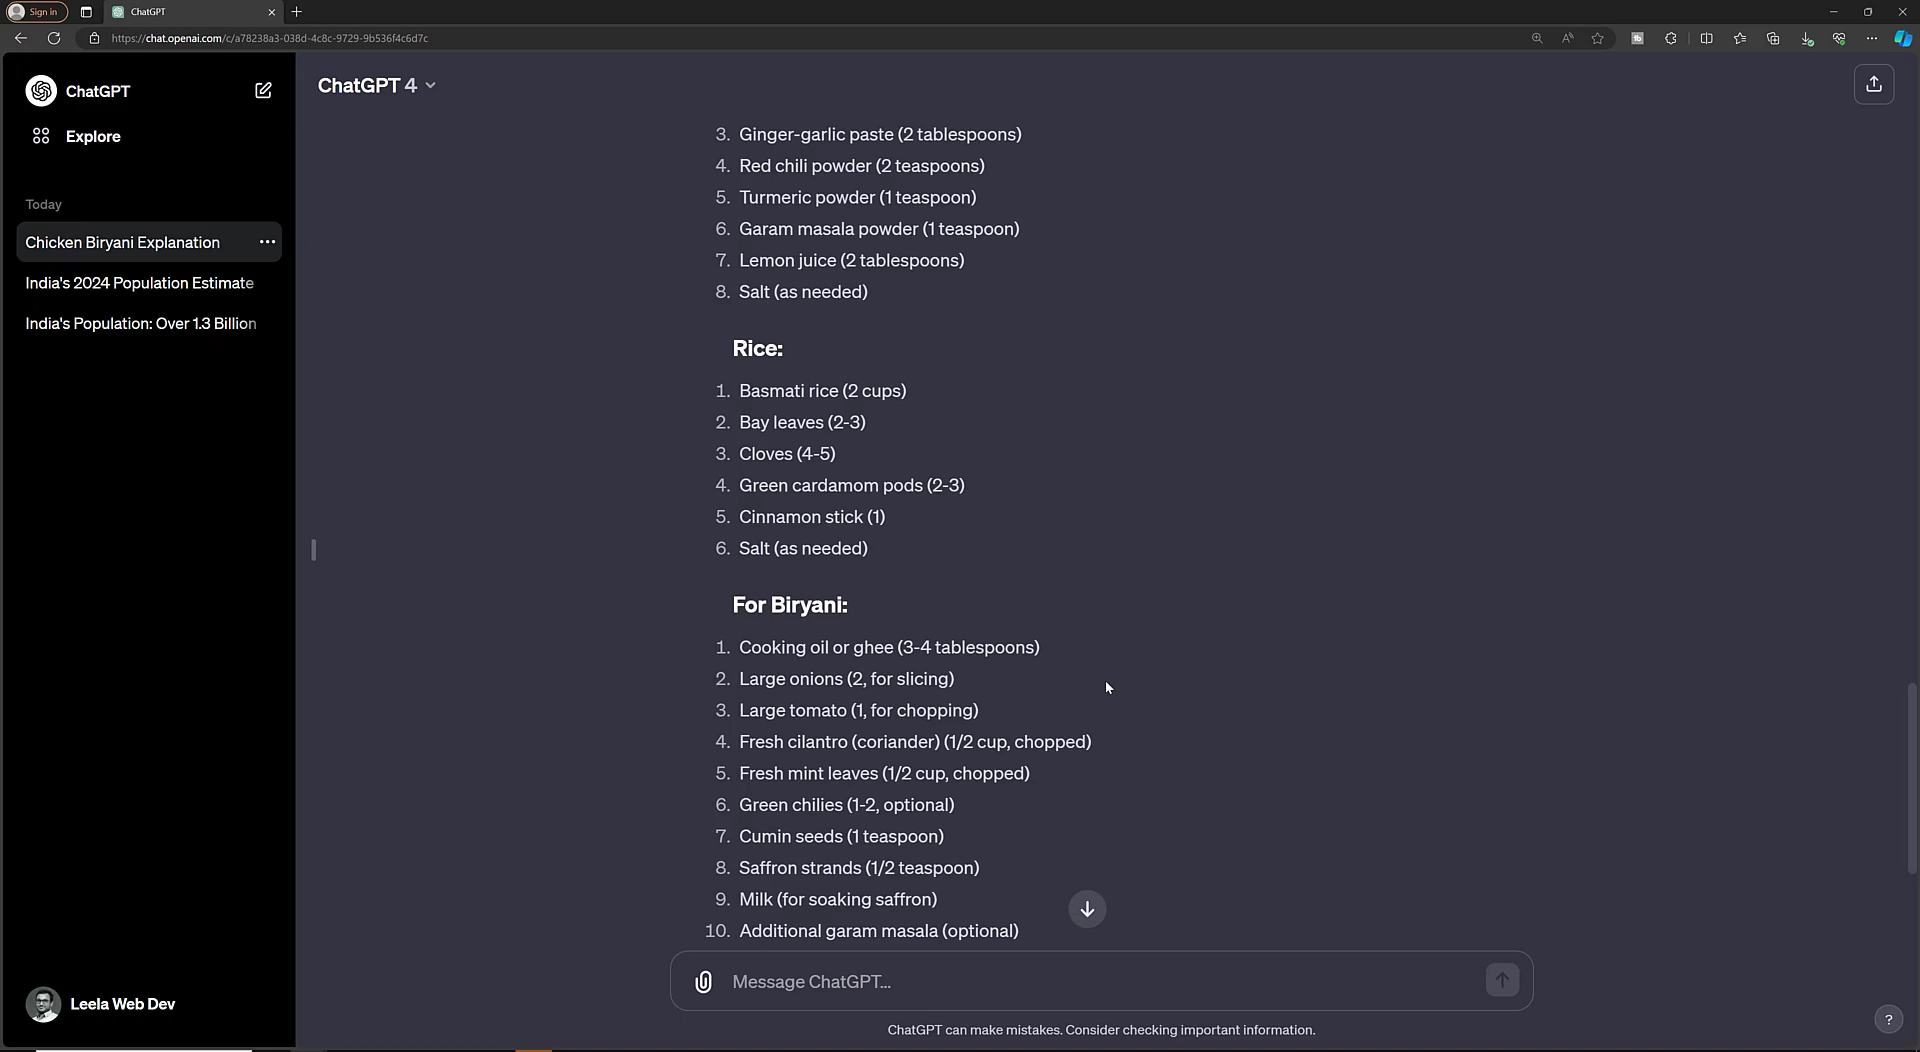 Sign in
ChatGPT
https://chat.openai.com/c/a78238a3-038d-4c8c-9729-9b536f4c6d7c
ChatGPT
Explore
Today
Chicken Biryani Explanation
India's 2024 Population Estimate
India's Population: Over 1.3 Billion
Leela Web Dev
ChatGPT 4
3. Ginger-garlic paste (2 tablespoons)
4. Red chili powder (2 teaspoons)
5. Turmeric powder (1 teaspoon)
6. Garam masala powder (1 teaspoon)
7. Lemon juice (2 tablespoons)
8. Salt (as needed)
Rice:
1. Basmati rice (2 cups)
2. Bay leaves (2-3)
3. Cloves (4-5)
4. Green cardamom pods (2-3)
5. Cinnamon stick (1)
6. Salt (as needed)
For Biryani:
1. Cooking oil or ghee (3-4 tablespoons)
2. Large onions (2, for slicing)
3. Large tomato (1, for chopping)
4. Fresh cilantro (coriander) (1/2 cup, chopped)
5. Fresh mint leaves (1/2 cup, chopped)
6. Green chilies (1-2, optional)
7. Cumin seeds (1 teaspoon)
8. Saffron strands (1/2 teaspoon)
9. Milk (for soaking saffron)
10. Additional garam masala (optional)
Message ChatGPT...
ChatGPT can make mistakes. Consider checking important information.
?